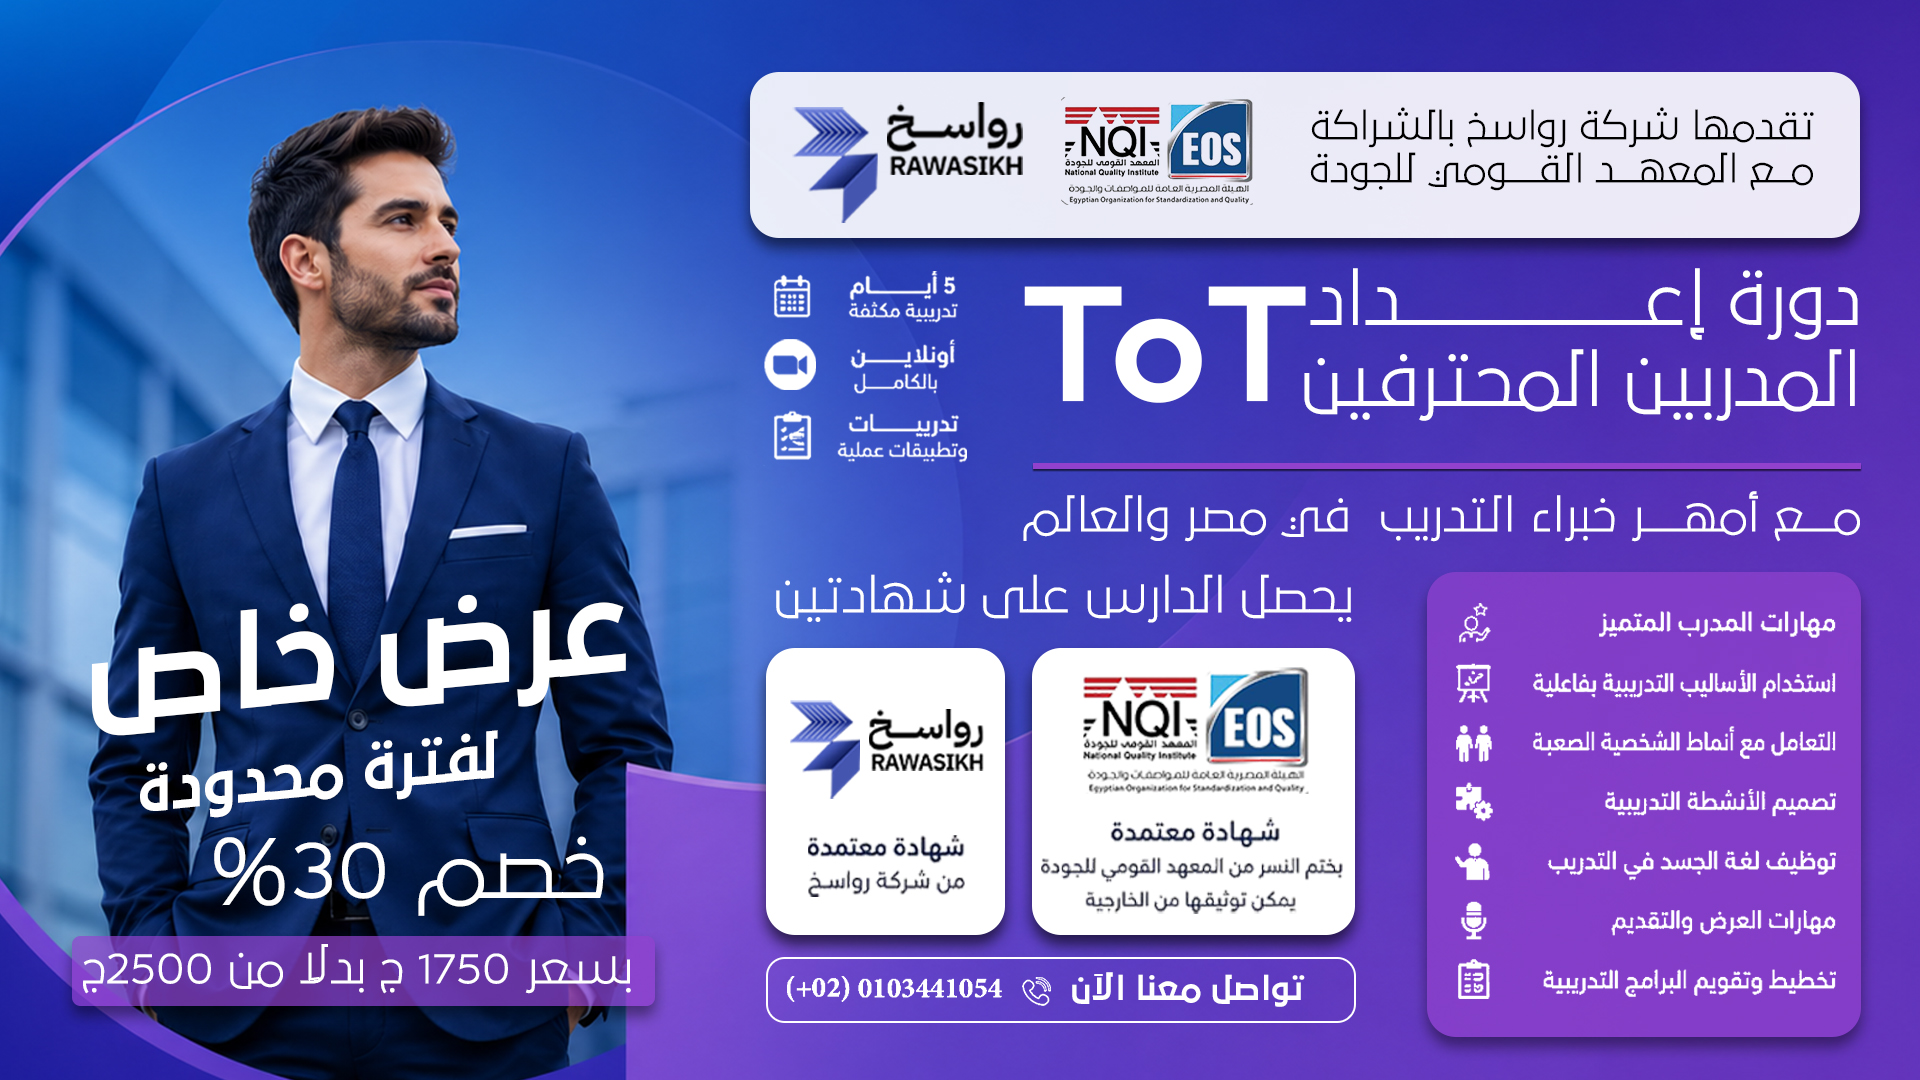 تقدمها شركة رواسخ بالشراكة
مع المعهد القومي للجودة
NQI
المعهد القومى للجودة
National Quality Institute
EOS
الهيئة المصرية العامة للمواصفات والجودة
Egyptian Organization for Standardization and Quality
رواسخ
RAWASIKH
دورة إعداد
المدربين المحترفين
ToT
5 أيام
تدريبية مكثفة
أونلاين
بالكامل
تدريبات
وتطبيقات عملية
مع أمهر خبراء التدريب في مصر والعالم
مهارات المدرب المتميز
استخدام الأساليب التدريبية بفاعلية
التعامل مع أنماط الشخصية الصعبة
تصميم الأنشطة التدريبية
توظيف لغة الجسد في التدريب
مهارات العرض والتقديم
تخطيط وتقويم البرامج التدريبية
يحصل الدارس على شهادتين
NQI
المعهد القومى للجودة
National Quality Institute
EOS
الهيئة المصرية العامة للمواصفات والجودة
Egyptian Organization for Standardization and Quality
شهادة معتمدة
بختم النسر من المعهد القومي للجودة
يمكن توثيقها من الخارجية
رواسخ
RAWASIKH
شهادة معتمدة
من شركة رواسخ
تواصل معنا الآن
(+02) 0103441054
عرض خاص
لفترة محدودة
خصم 30%
بسعر 1750 ج بدلا من 2500ج